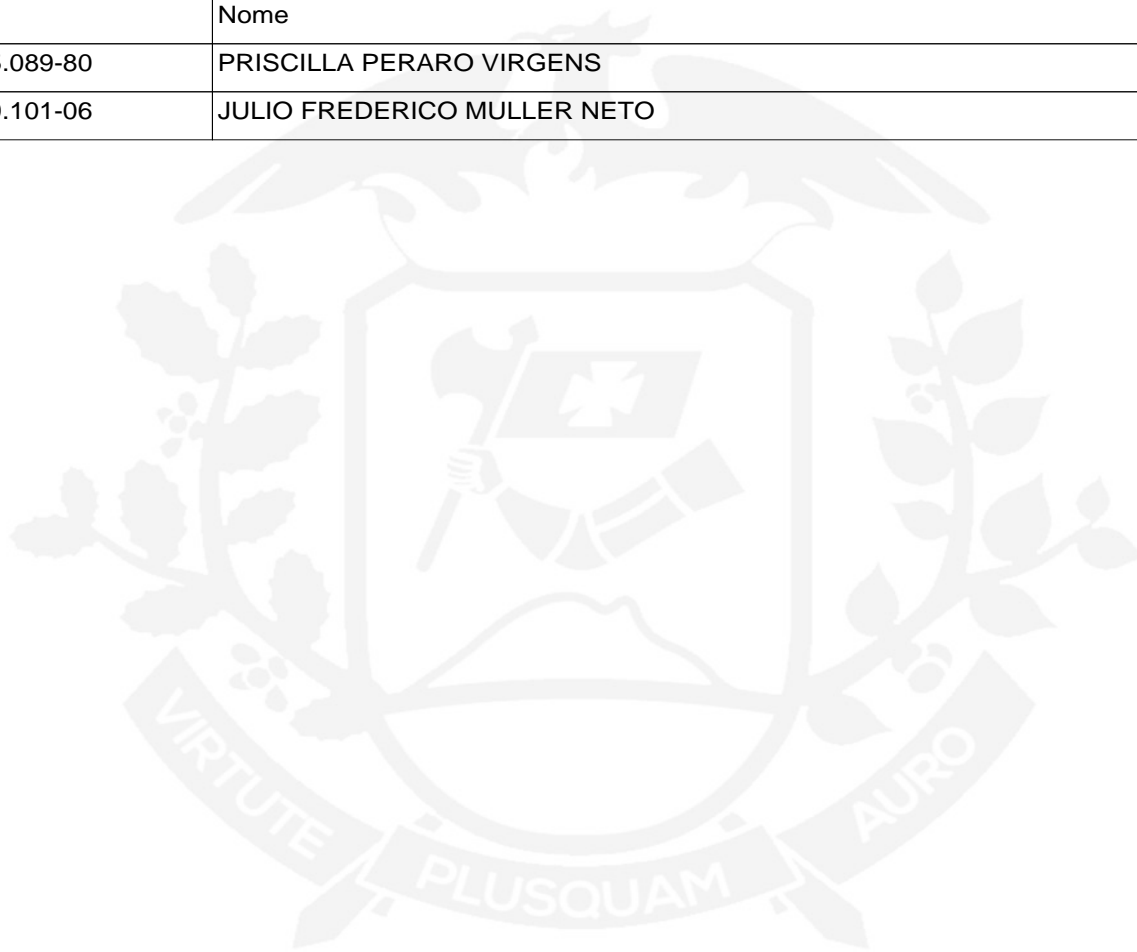 Nome
.089-80 PRISCILLA PERARO VIRGENS
.101-06 JULIO FREDERICO MULLER NETO
VIRTUTE PLUSQUAM AURO